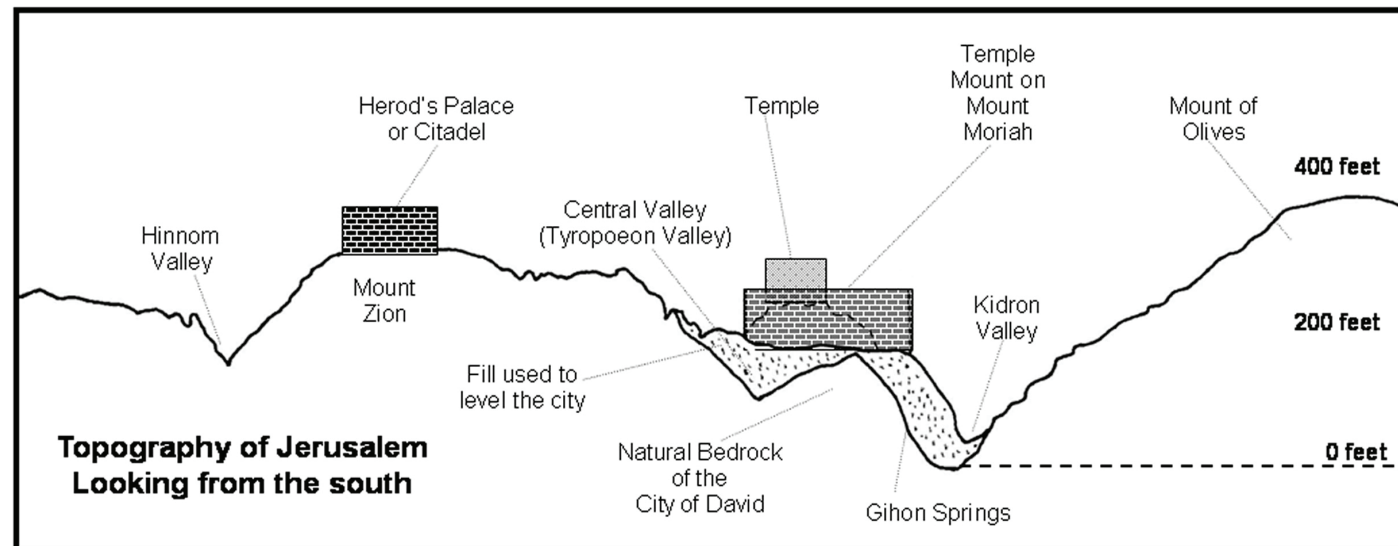 Herod's Palace
or Citadel
Temple
Temple
Mount on
Mount
Moriah
Mount of
Olives
400 feet
Hinnom
Valley
Central Valley
(Tyropoeon Valley)
Mount
Zion
Kidron
Valley
200 feet
Fill used to
level the city
Topography of Jerusalem
Looking from the south
Natural Bedrock
of the
City of David
Gihon Springs
0 feet